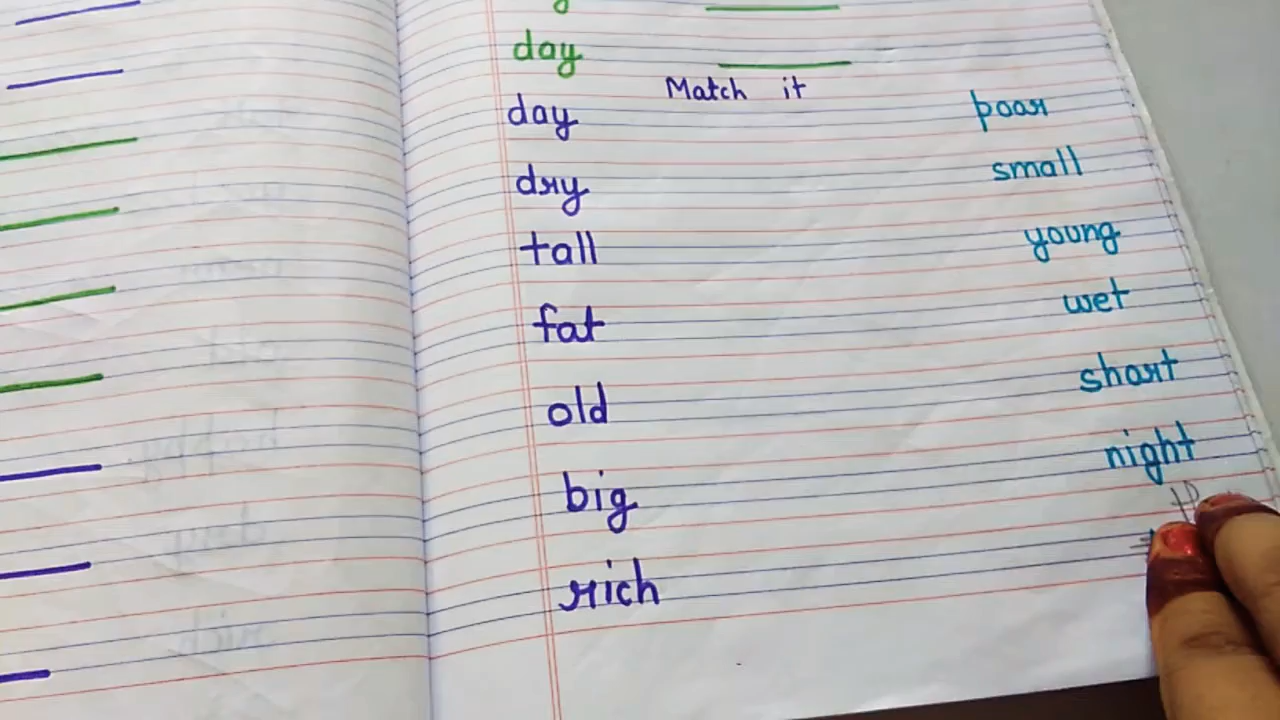 day
Match it
day poor
dry small
tall young
fat wet
old short
big night
rich